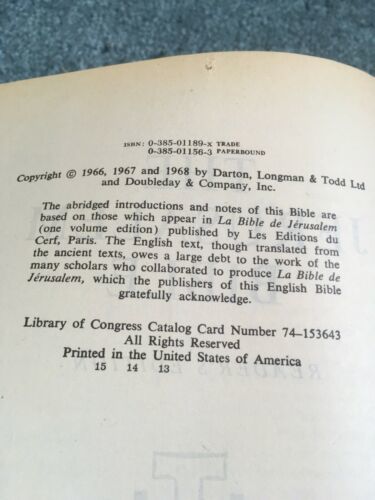 ISBN: 0-385-01189-X TRADE
0-385-01156-3 PAPERBOUND
Copyright © 1966, 1967 and 1968 by Darton, Longman & Todd Ltd
and Doubleday & Company, Inc.
The abridged introductions and notes of this Bible are
based on those which appear in La Bible de Jérusalem
(one volume edition) published by Les Editions du
Cerf, Paris. The English text, though translated from
the ancient texts, owes a large debt to the work of the
many scholars who collaborated to produce La Bible de
Jérusalem, which the publishers of this English Bible
gratefully acknowledge.
Library of Congress Catalog Card Number 74-153643
All Rights Reserved
Printed in the United States of America
15 14 13